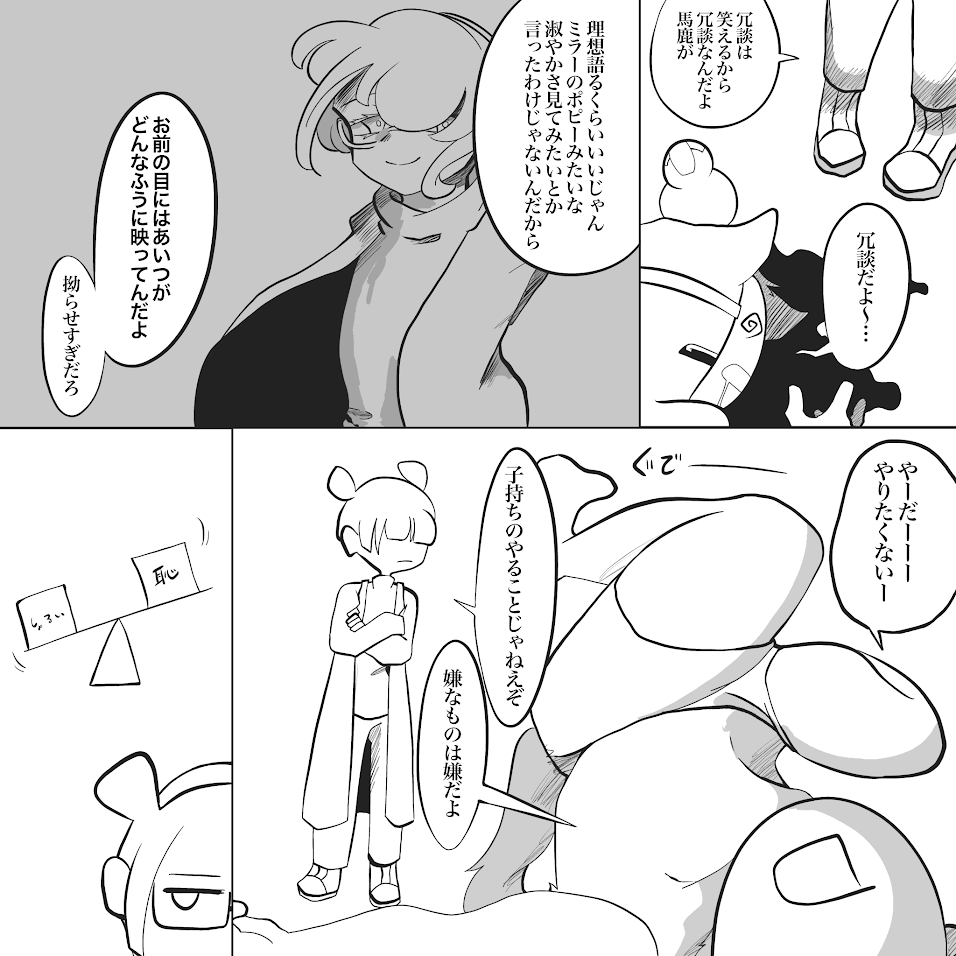 冗談は
笑えるから
冗談なんだよ
馬鹿が
冗談だよ〜…
理想語るくらいいいじゃん
ミラーのポピーみたいな
淑やかさ見てみたいとか
言ったわけじゃないんだから
お前の目にはあいつが
どんなふうに映ってんだよ
拗らせすぎだろ
やーだーーー
やりたくないー
ぐで
子持ちのやることじゃねえぞ
嫌なものは嫌だよ
恥